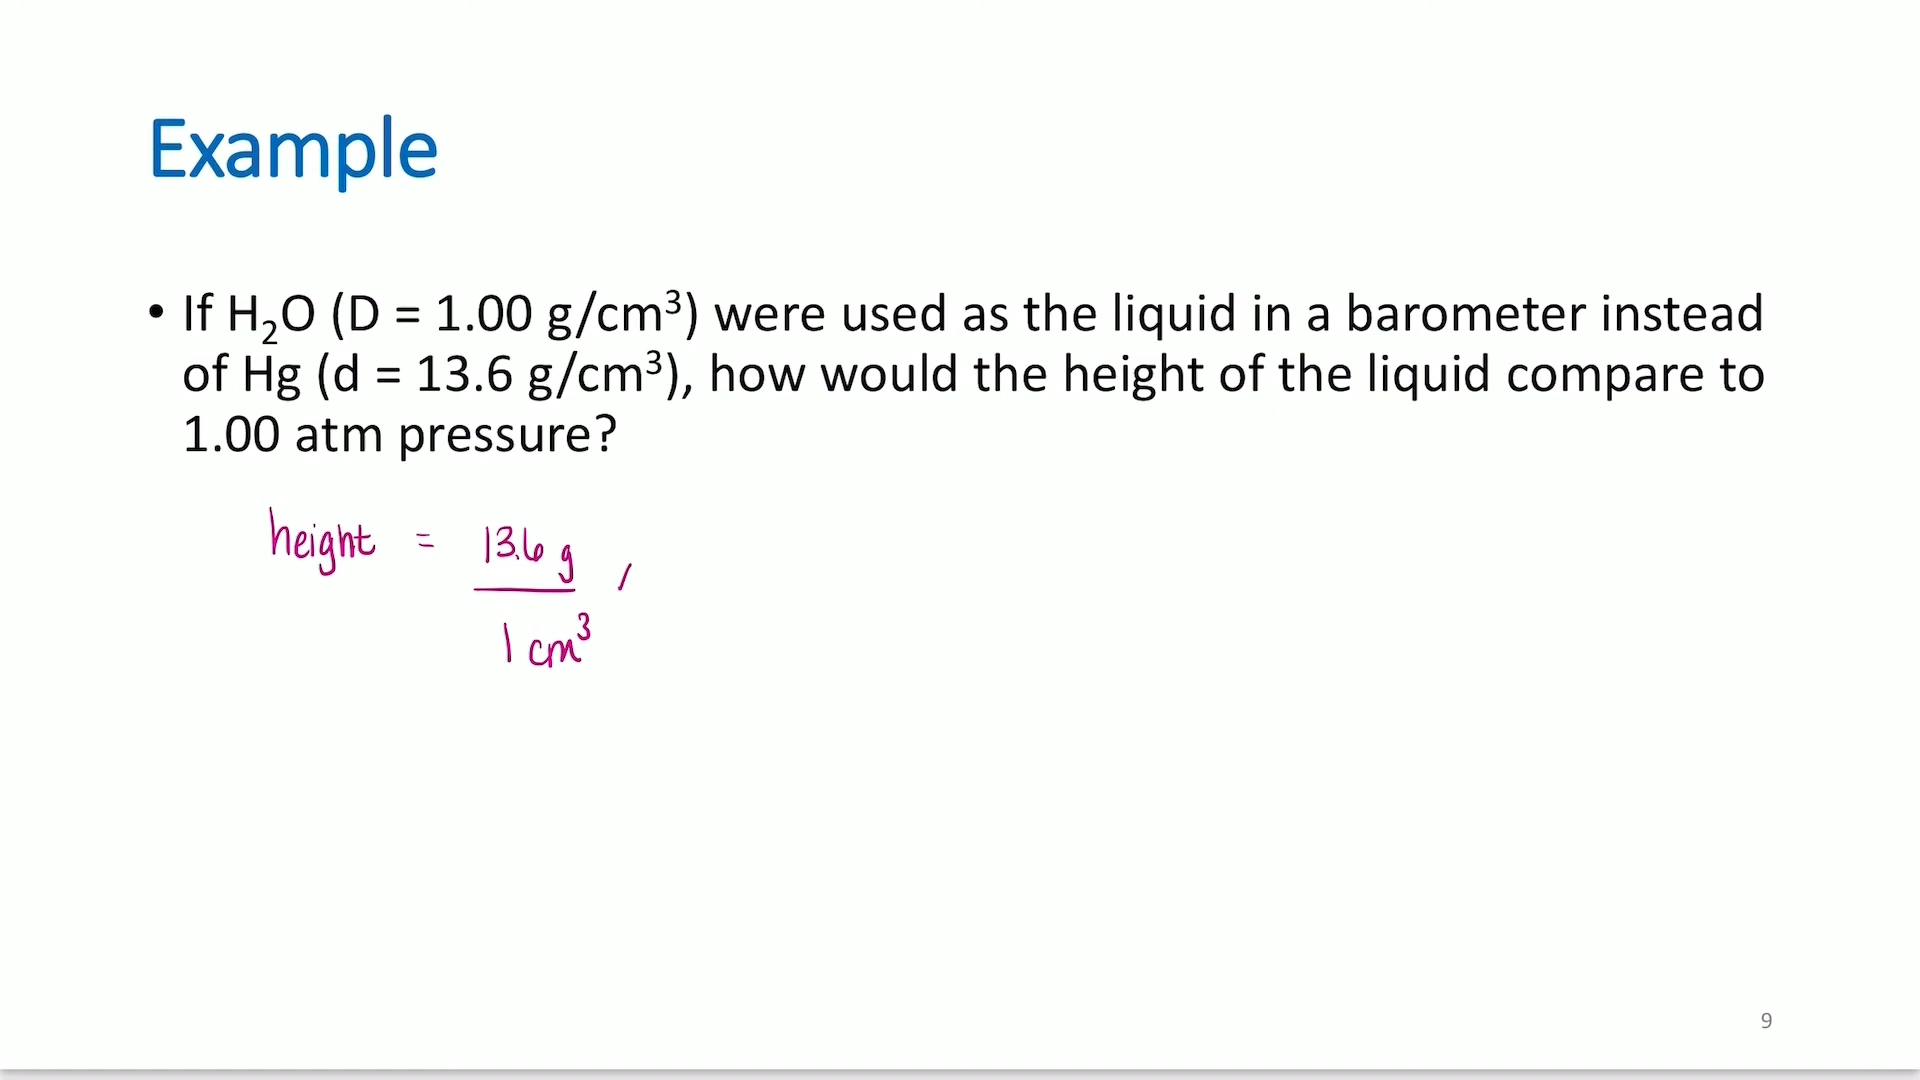 Example
• If H₂O (D = 1.00 g/cm³) were used as the liquid in a barometer instead
of Hg (d = 13.6 g/cm³), how would the height of the liquid compare to
1.00 atm pressure?
height = 13.6 g /
1 cm³
9